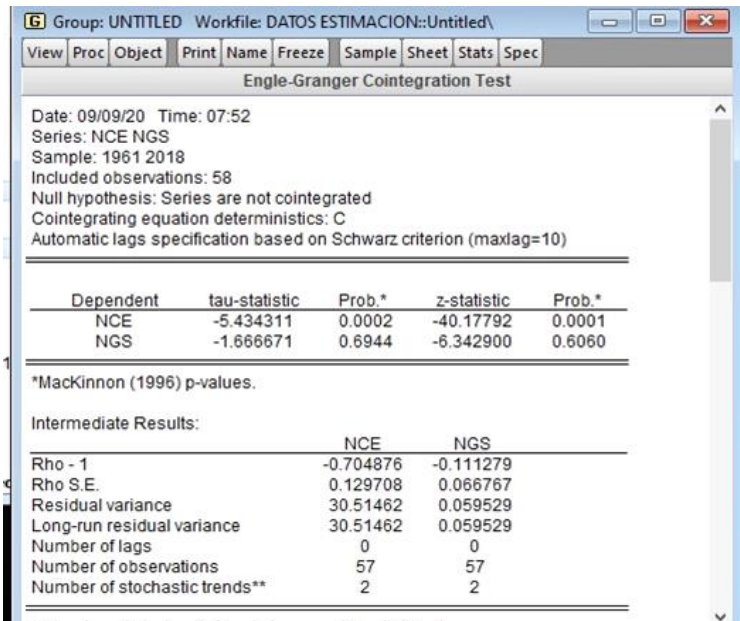 Group: UNTITLED Workfile: DATOS ESTIMACION::Untitled\
View Proc Object Print Name Freeze Sample Sheet Stats Spec
Engle-Granger Cointegration Test
Date: 09/09/20 Time: 07:52
Series: NCE NGS
Sample: 1961 2018
Included observations: 58
Null hypothesis: Series are not cointegrated
Cointegrating equation deterministics: C
Automatic lags specification based on Schwarz criterion (maxlag=10)
Dependent tau-statistic Prob.* z-statistic Prob.*
NCE -5.434311 0.0002 -40.17792 0.0001
NGS -1.666671 0.6944 -6.342900 0.6060
*MacKinnon (1996) p-values.
Intermediate Results:
NCE NGS
Rho - 1 -0.704876 -0.111279
Rho S.E. 0.129708 0.066767
Residual variance 30.51462 0.059529
Long-run residual variance 30.51462 0.059529
Number of lags 0 0
Number of observations 57 57
Number of stochastic trends** 2 2